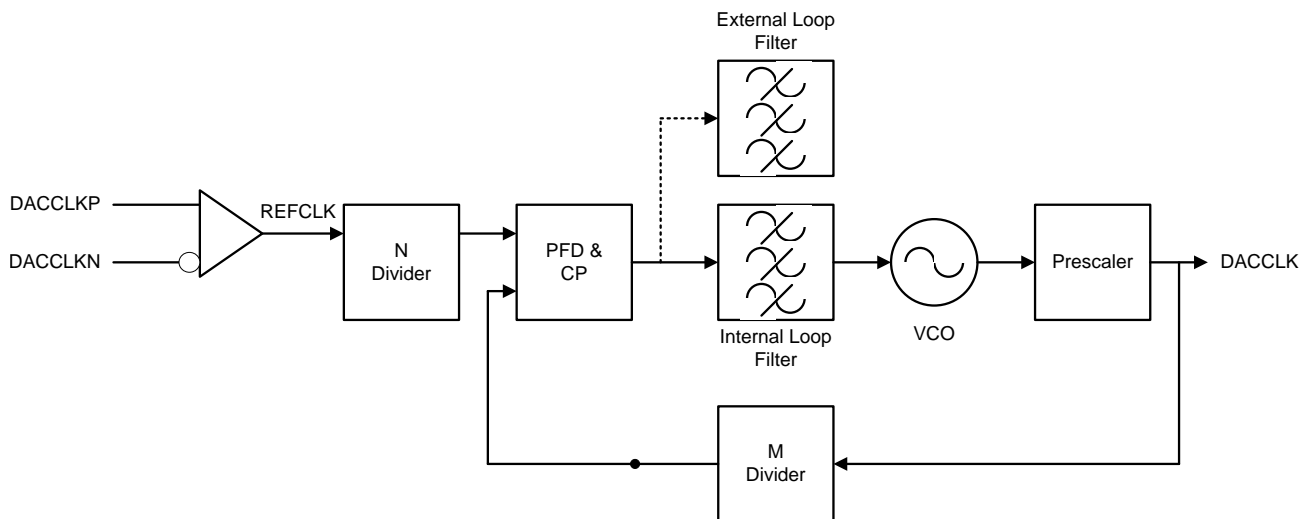 External Loop
Filter
DACCLKP
DACCLKN
REFCLK
N
Divider
PFD &
CP
Internal Loop
Filter
VCO
Prescaler
DACCLK
M
Divider